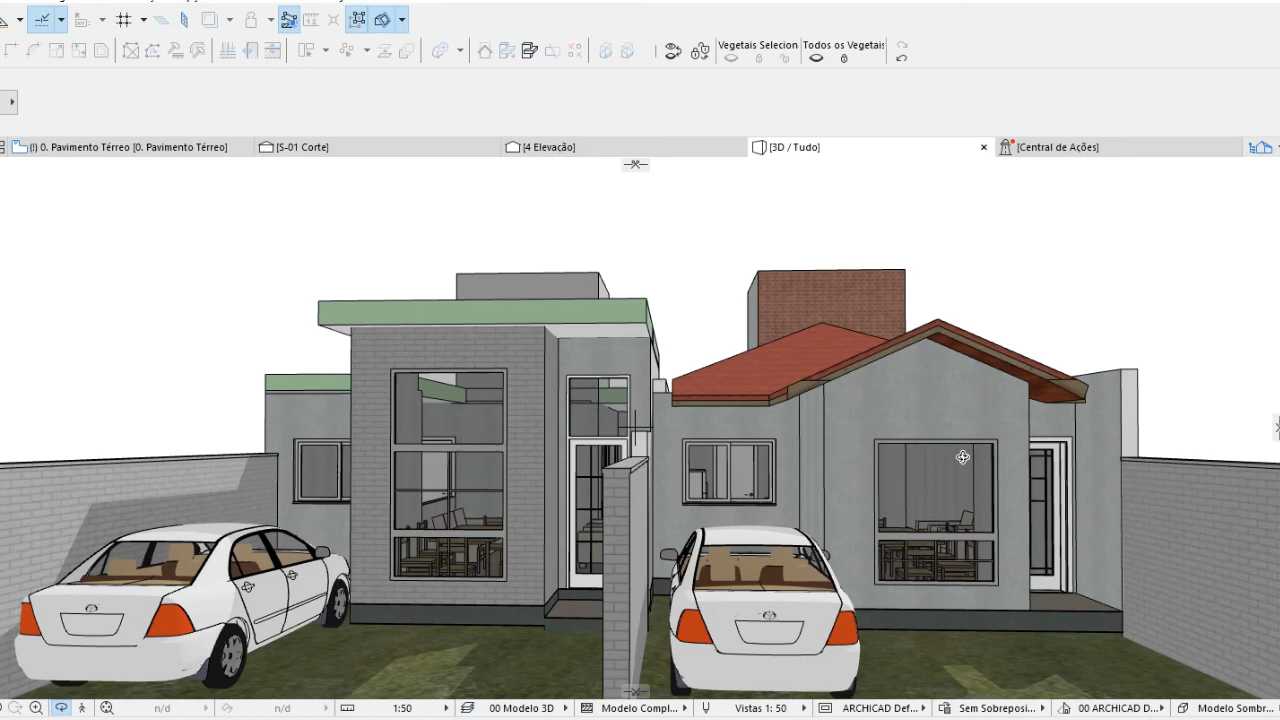 Vegetais Selecion
Todos os Vegetais
(!) 0. Pavimento Térreo [0. Pavimento Térreo]
[S-01 Corte]
[4 Elevação]
[3D / Tudo]
[Central de Ações]
n/d
n/d
1:50
00 Modelo 3D
Modelo Compl...
Vistas 1: 50
ARCHICAD Def...
Sem Sobreposi...
00 ARCHICAD D...
Modelo Sombr...